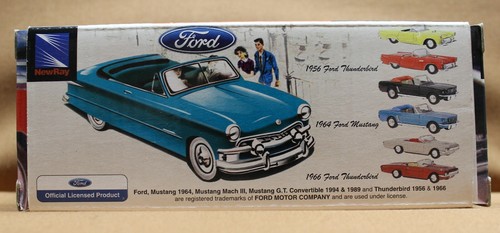 NewRay
Ford
1956 Ford Thunderbird
1964 Ford Mustang
1966 Ford Thunderbird
Ford
Official Licensed Product
Ford, Mustang 1964, Mustang Mach III, Mustang G.T. Convertible 1994 & 1989 and Thunderbird 1956 & 1966
are registered trademarks of FORD MOTOR COMPANY and are used under license.